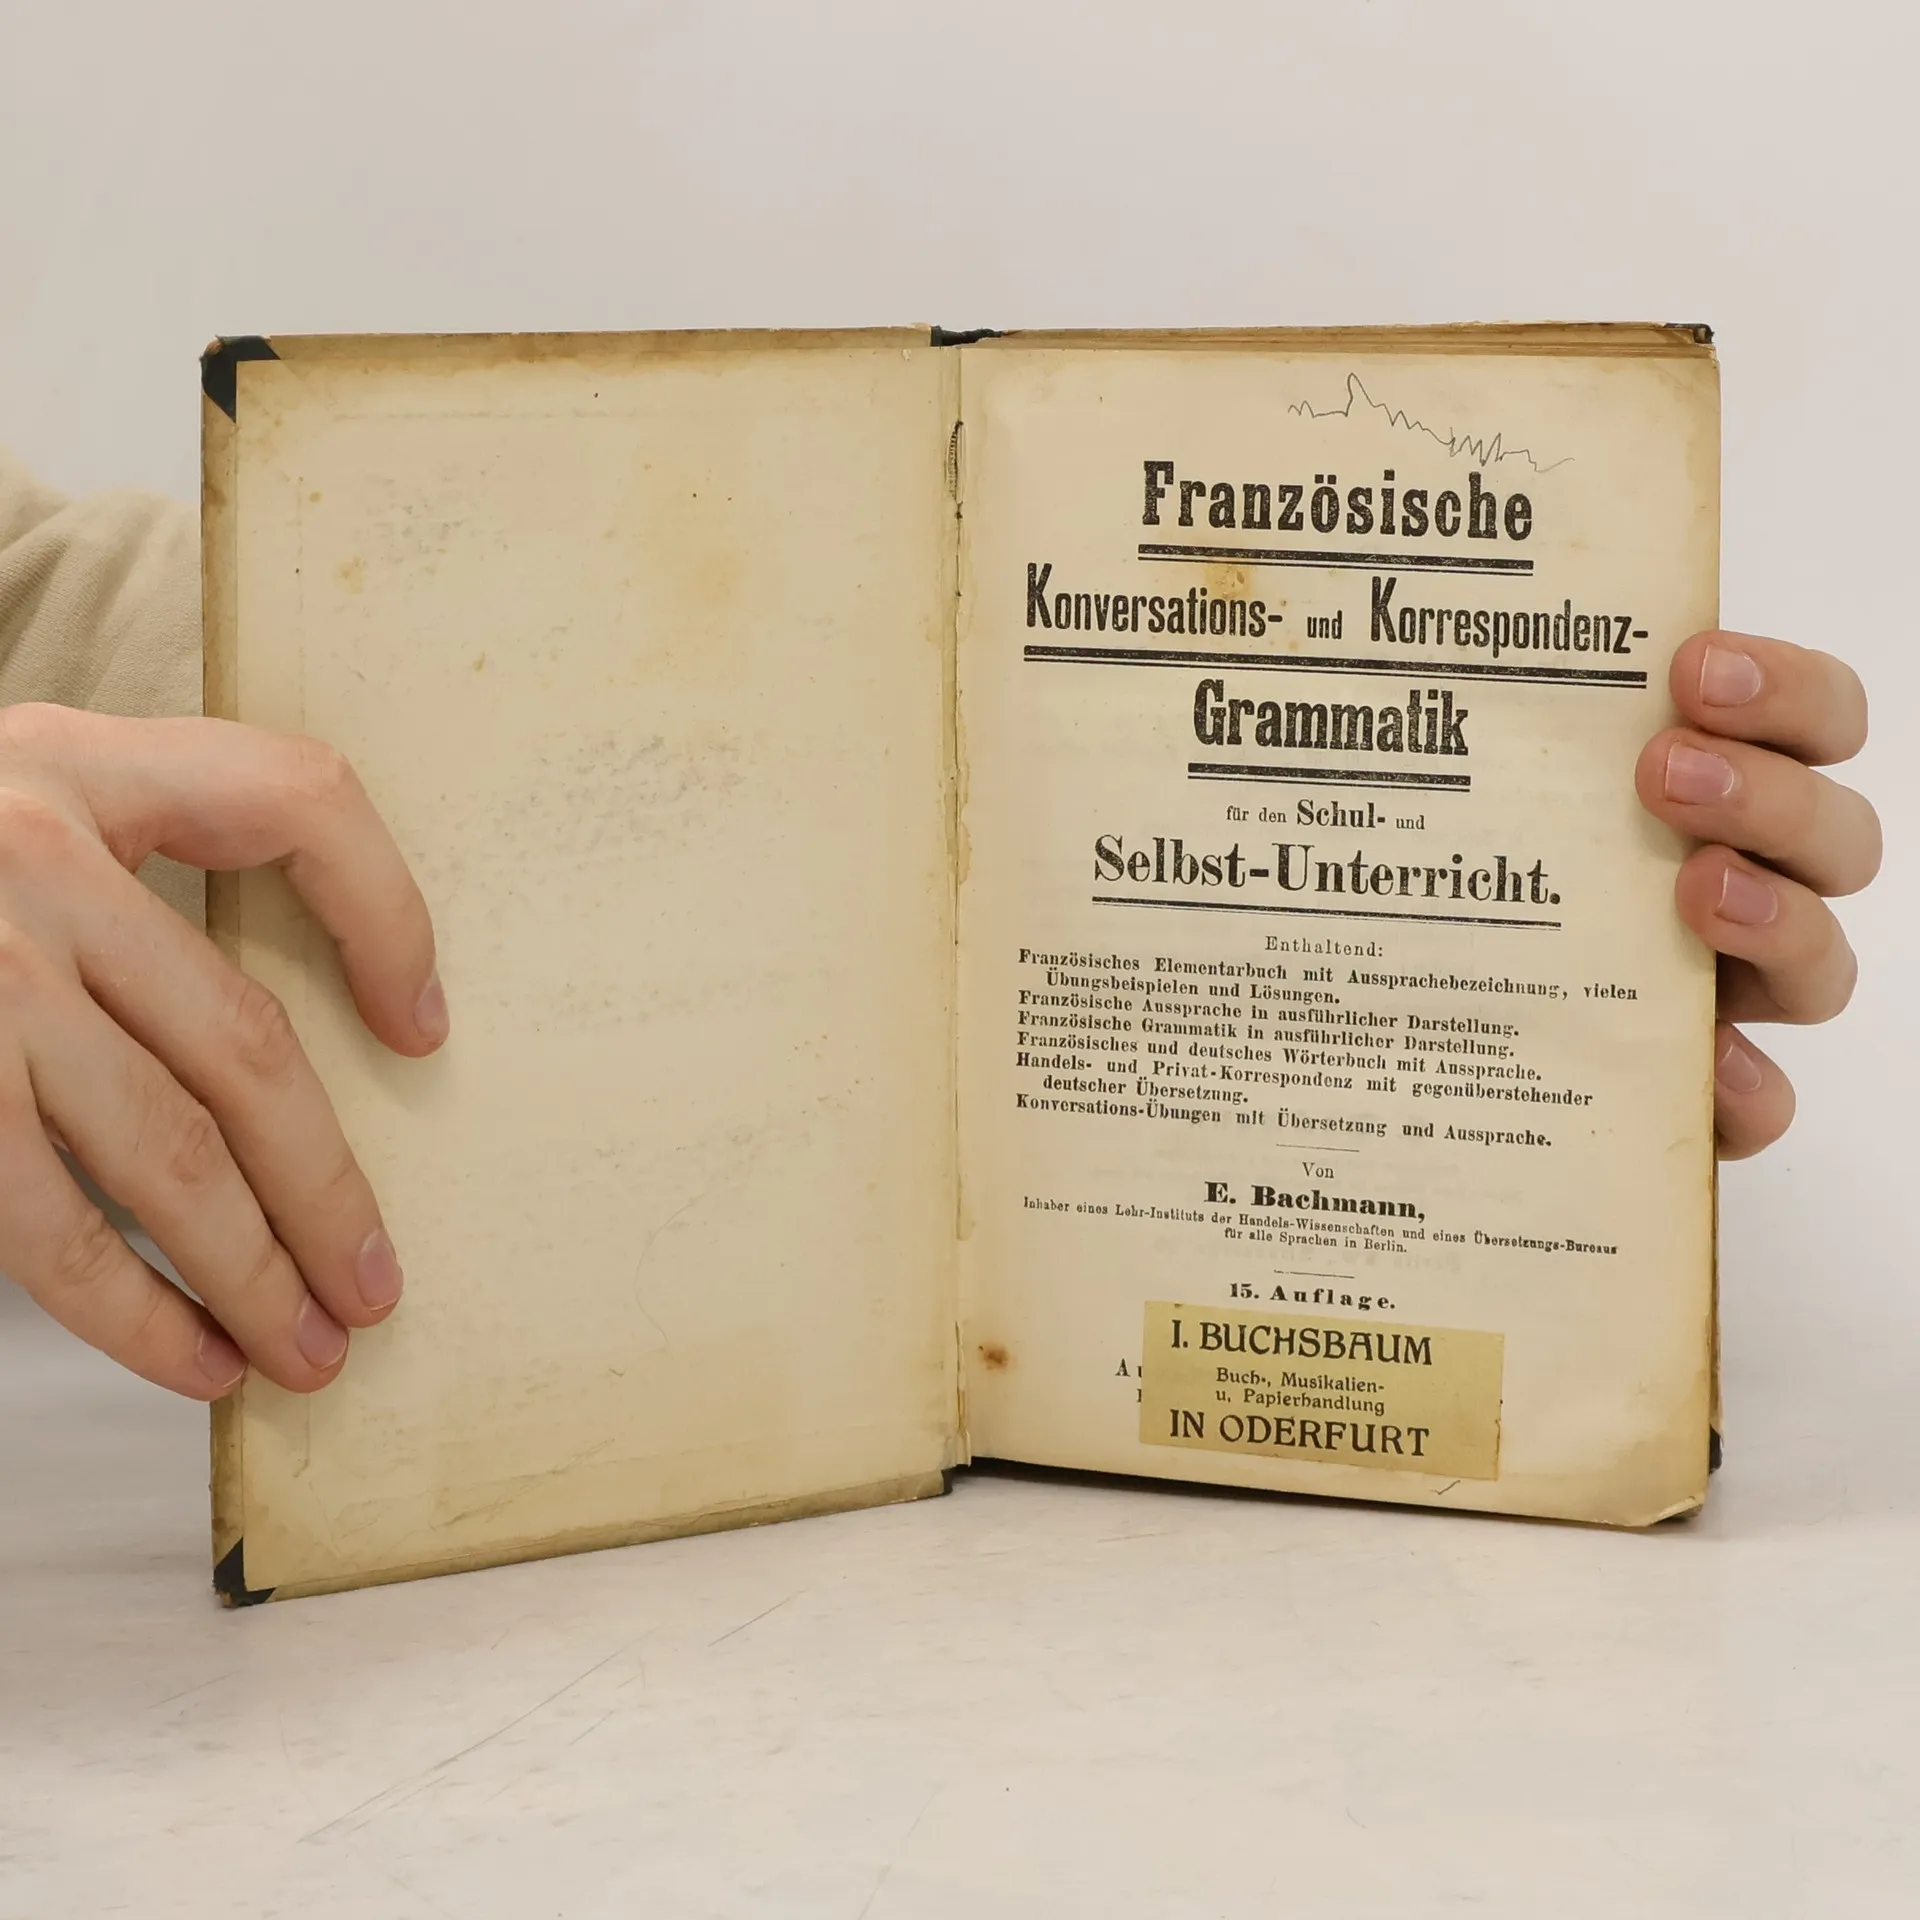 Französische
Konversations- und Korrespondenz-
Grammatik
für den Schul- und
Selbst-Unterricht.
Enthaltend:
Französisches Elementarbuch mit Aussprachebezeichnung, vielen
Übungsbeispielen und Lösungen.
Französische Aussprache in ausführlicher Darstellung.
Französische Grammatik in ausführlicher Darstellung.
Französisches und deutsches Wörterbuch mit Aussprache.
Handels- und Privat-Korrespondenz mit gegenüberstehender
deutscher Übersetzung.
Konversations-Übungen mit Übersetzung und Aussprache.
Von
E. Bachmann,
Inhaber eines Lehr-Instituts der Handels-Wissenschaften und eines Übersetzungs-Bureaus
für alle Sprachen in Berlin.
15. Auflage.
I. BUCHSBAUM
Buch-, Musikalien-
u. Papierhandlung
IN ODERFURT